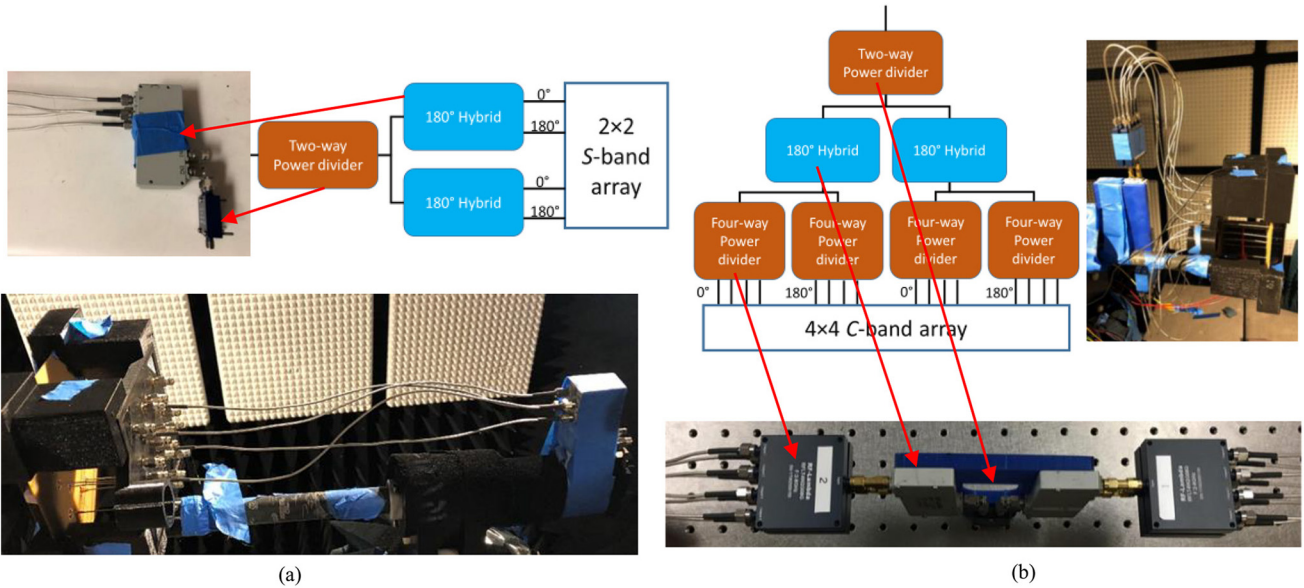 Two-way
Power divider
180° Hybrid
180° Hybrid
0°
180°
0°
180°
2×2
S-band
array
(a)
Two-way
Power divider
180° Hybrid
180° Hybrid
Four-way
Power
divider
Four-way
Power
divider
Four-way
Power
divider
Four-way
Power
divider
0°
180°
0°
180°
4×4 C-band array
RF-Lambda
2
1
(b)